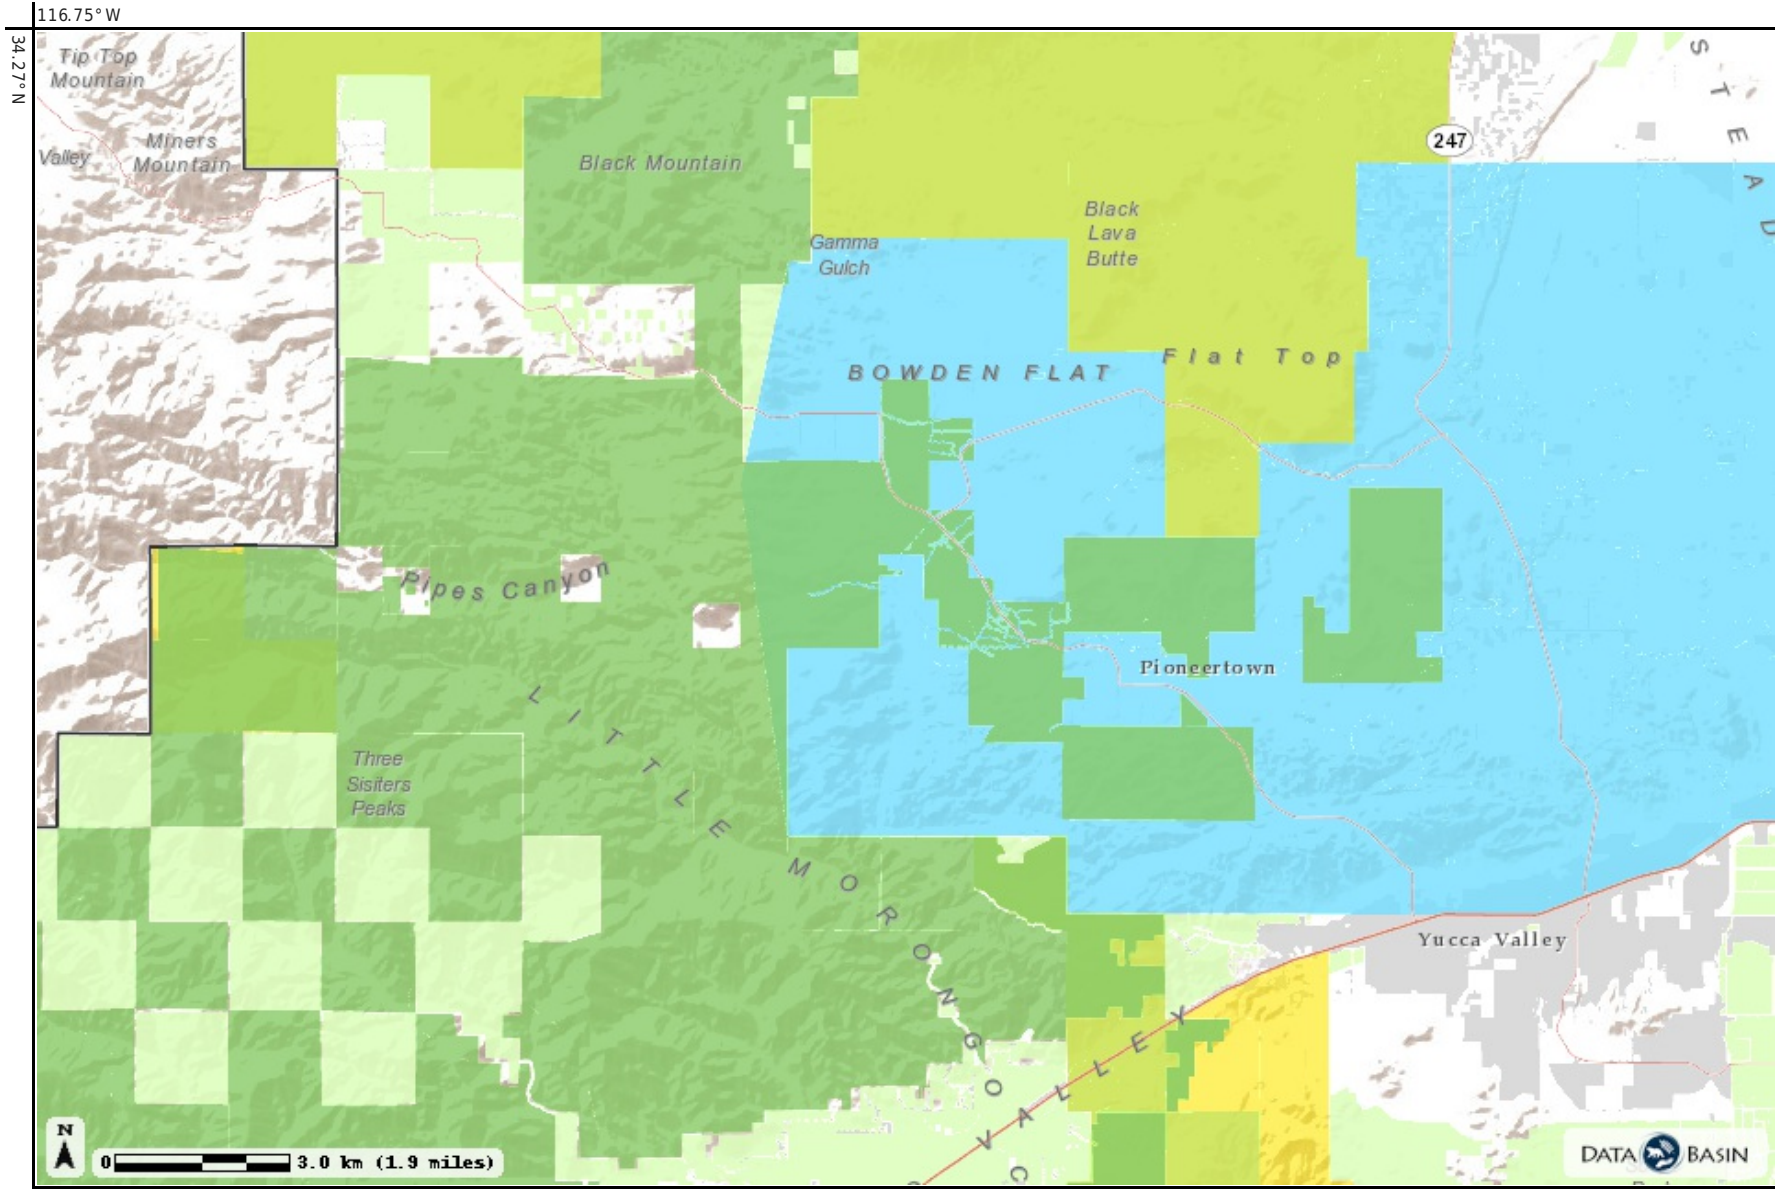 116.75° W
34.27° N
Tip Top
Mountain
Miners
Mountain
Valley
Black Mountain
247
S T E A D
Black
Lava
Butte
Gamma
Gulch
BOWDEN FLAT
Flat Top
Pipes Canyon
Pioneertown
Three
Sisiters
Peaks
LITTLE MORONGO
VALLEY
Yucca Valley
C
N
0 3.0 km (1.9 miles)
DATA BASIN